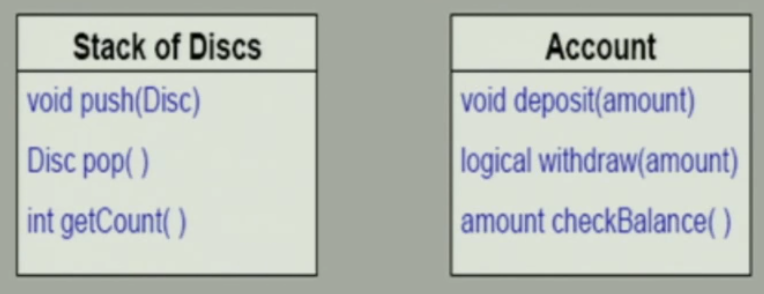 Stack of Discs
void push(Disc)
Disc pop( )
int getCount( )
Account
void deposit(amount)
logical withdraw(amount)
amount checkBalance( )